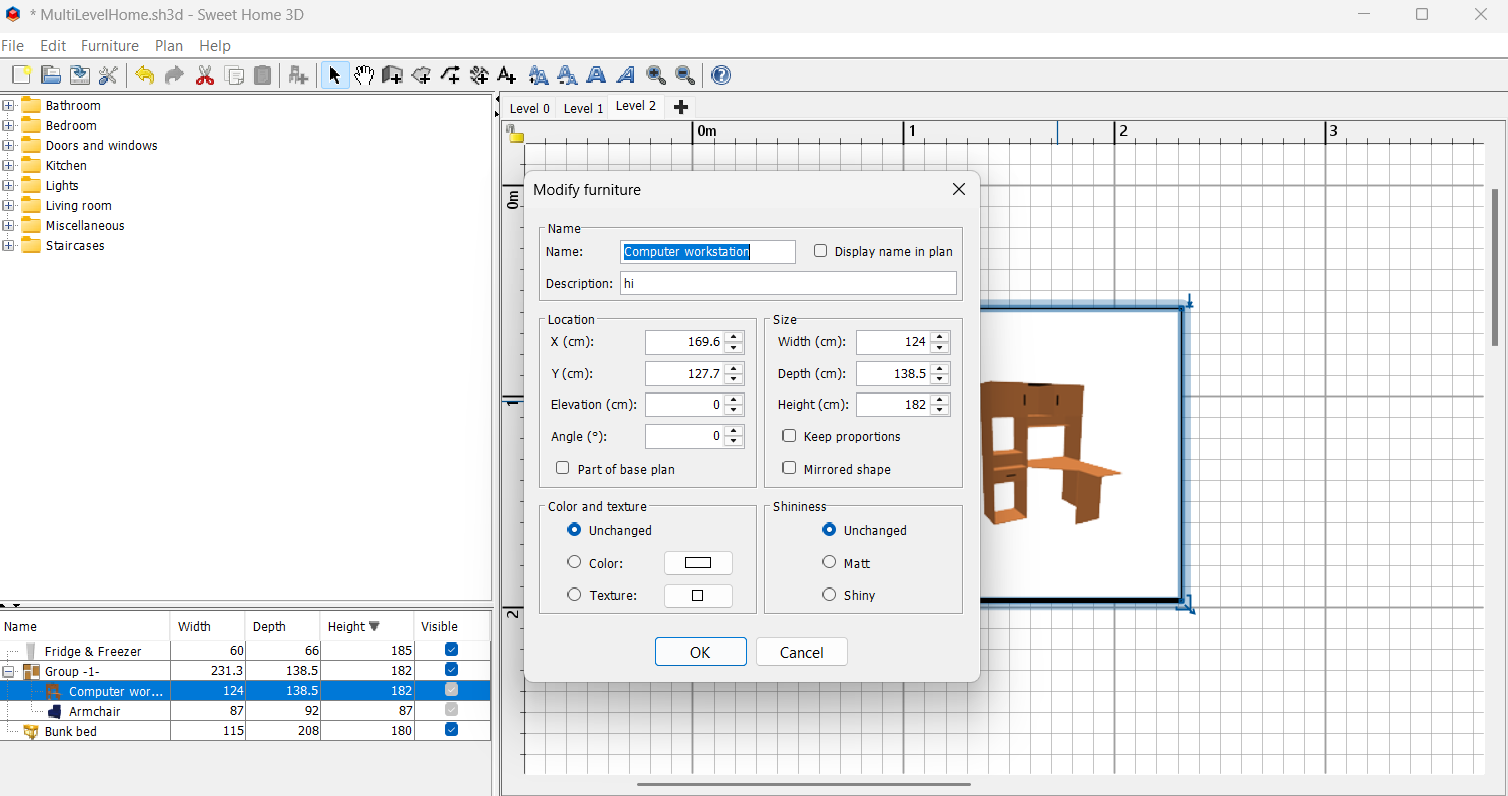 * MultiLevelHome.sh3d - Sweet Home 3D
File Edit Furniture Plan Help
Bathroom
Bedroom
Doors and windows
Kitchen
Lights
Living room
Miscellaneous
Staircases
Name Width Depth Height Visible
Fridge & Freezer 60 66 185
Group -1- 231.3 138.5 182
Computer wor... 124 138.5 182
Armchair 87 92 87
Bunk bed 115 208 180
Level 0 Level 1 Level 2
0m 1 2 3
0m
1
2
Modify furniture
Name
Name: Computer workstation Display name in plan
Description: hi
Location
X (cm): 169.6
Y (cm): 127.7
Elevation (cm): 0
Angle (º): 0
Part of base plan
Size
Width (cm): 124
Depth (cm): 138.5
Height (cm): 182
Keep proportions
Mirrored shape
Color and texture
Unchanged
Color:
Texture:
Shininess
Unchanged
Matt
Shiny
OK Cancel